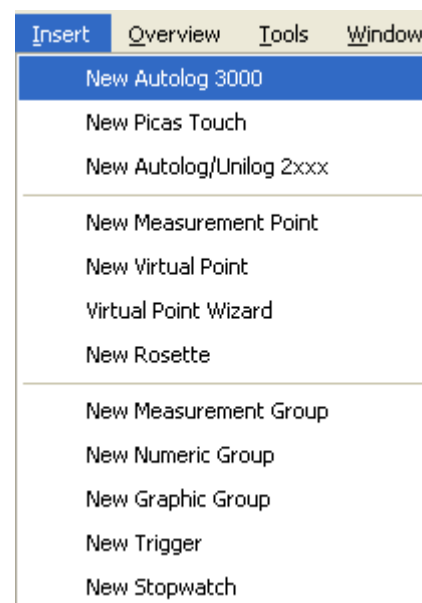 Insert Overview Tools Window
New Autolog 3000
New Picas Touch
New Autolog/Unilog 2xxx
New Measurement Point
New Virtual Point
Virtual Point Wizard
New Rosette
New Measurement Group
New Numeric Group
New Graphic Group
New Trigger
New Stopwatch